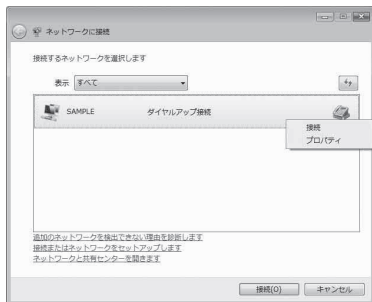 ネットワークに接続
接続するネットワークを選択します
表示 すべて
SAMPLE ダイヤルアップ接続
接続
プロパティ
追加のネットワークを検出できない理由を診断します
接続またはネットワークをセットアップします
ネットワークと共有センターを開きます
接続(O) キャンセル